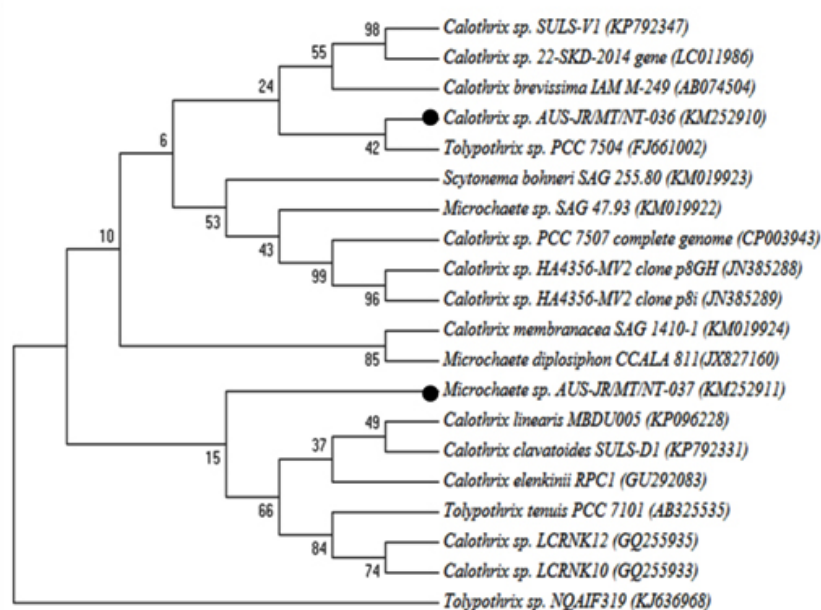 98
Calothrix sp. SULS-V1 (KP792347)
55
Calothrix sp. 22-SKD-2014 gene (LC011986)
24
Calothrix brevissima IAM M-249 (AB074504)
Calothrix sp. AUS-JR/MT/NT-036 (KM252910)
6
42
Tolypothrix sp. PCC 7504 (FJ661002)
Scytonema bohneri SAG 255.80 (KM019923)
53
Microchaete sp. SAG 47.93 (KM019922)
10
43
Calothrix sp. PCC 7507 complete genome (CP003943)
99
Calothrix sp. HA4356-MV2 clone p8GH (JN385288)
96
Calothrix sp. HA4356-MV2 clone p8i (JN385289)
Calothrix membranacea SAG 1410-1 (KM019924)
85
Microchaete diplosiphon CCALA 811(JX827160)
Microchaete sp. AUS-JR/MT/NT-037 (KM252911)
49
Calothrix linearis MBDU005 (KP096228)
37
Calothrix clavatoides SULS-D1 (KP792331)
15
Calothrix elenkinii RPC1 (GU292083)
66
Tolypothrix tenuis PCC 7101 (AB325535)
84
Calothrix sp. LCRNK12 (GQ255935)
74
Calothrix sp. LCRNK10 (GQ255933)
Tolypothrix sp. NQAIF319 (KJ636968)